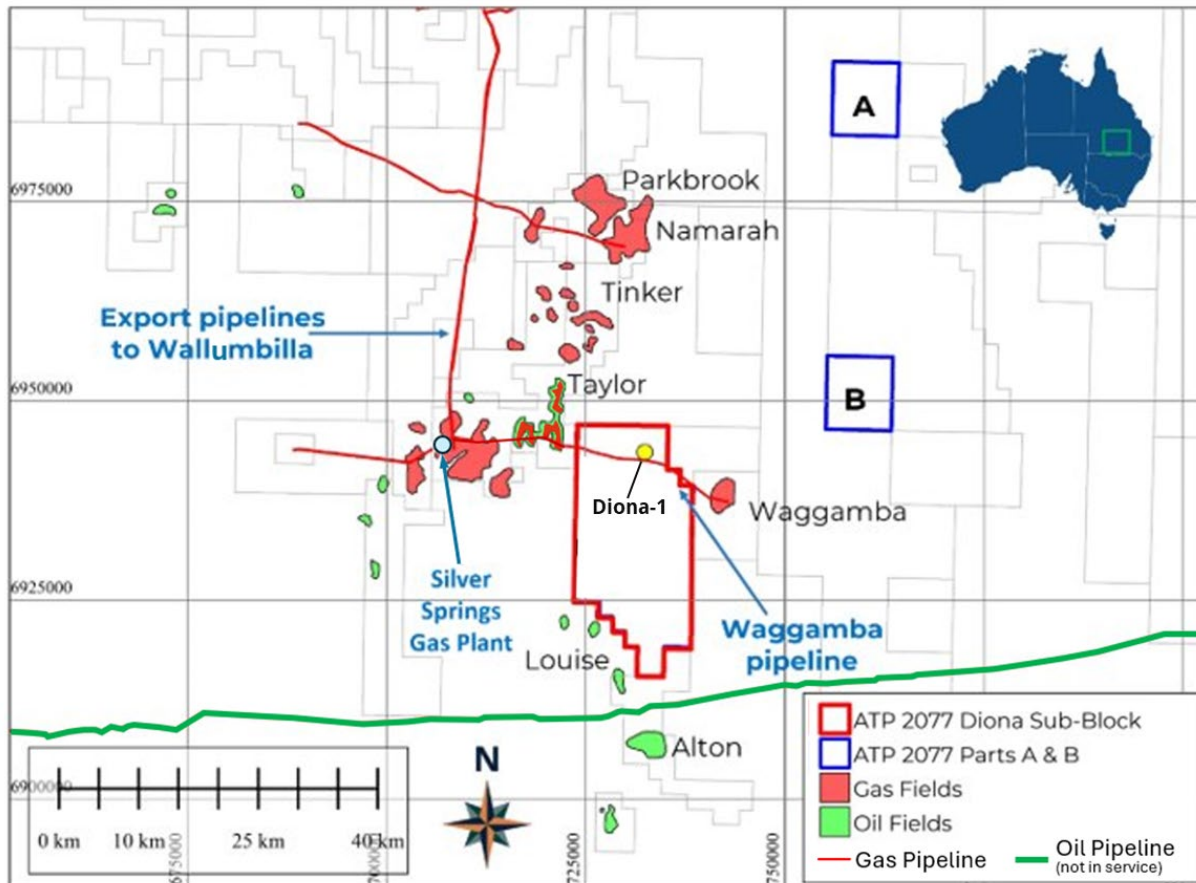 A
6975000
Parkbrook
Namarah
Tinker
Export pipelines
to Wallumbilla
6950000
Taylor
B
Diona-1
Waggamba
6925000
Silver
Springs
Gas Plant
Waggamba
pipeline
Louise
Alton
ATP 2077 Diona Sub-Block
ATP 2077 Parts A & B
Gas Fields
Oil Fields
Gas Pipeline
Oil Pipeline
(not in service)
N
6900000
0 km 10 km 25 km 40 km
725000
750000